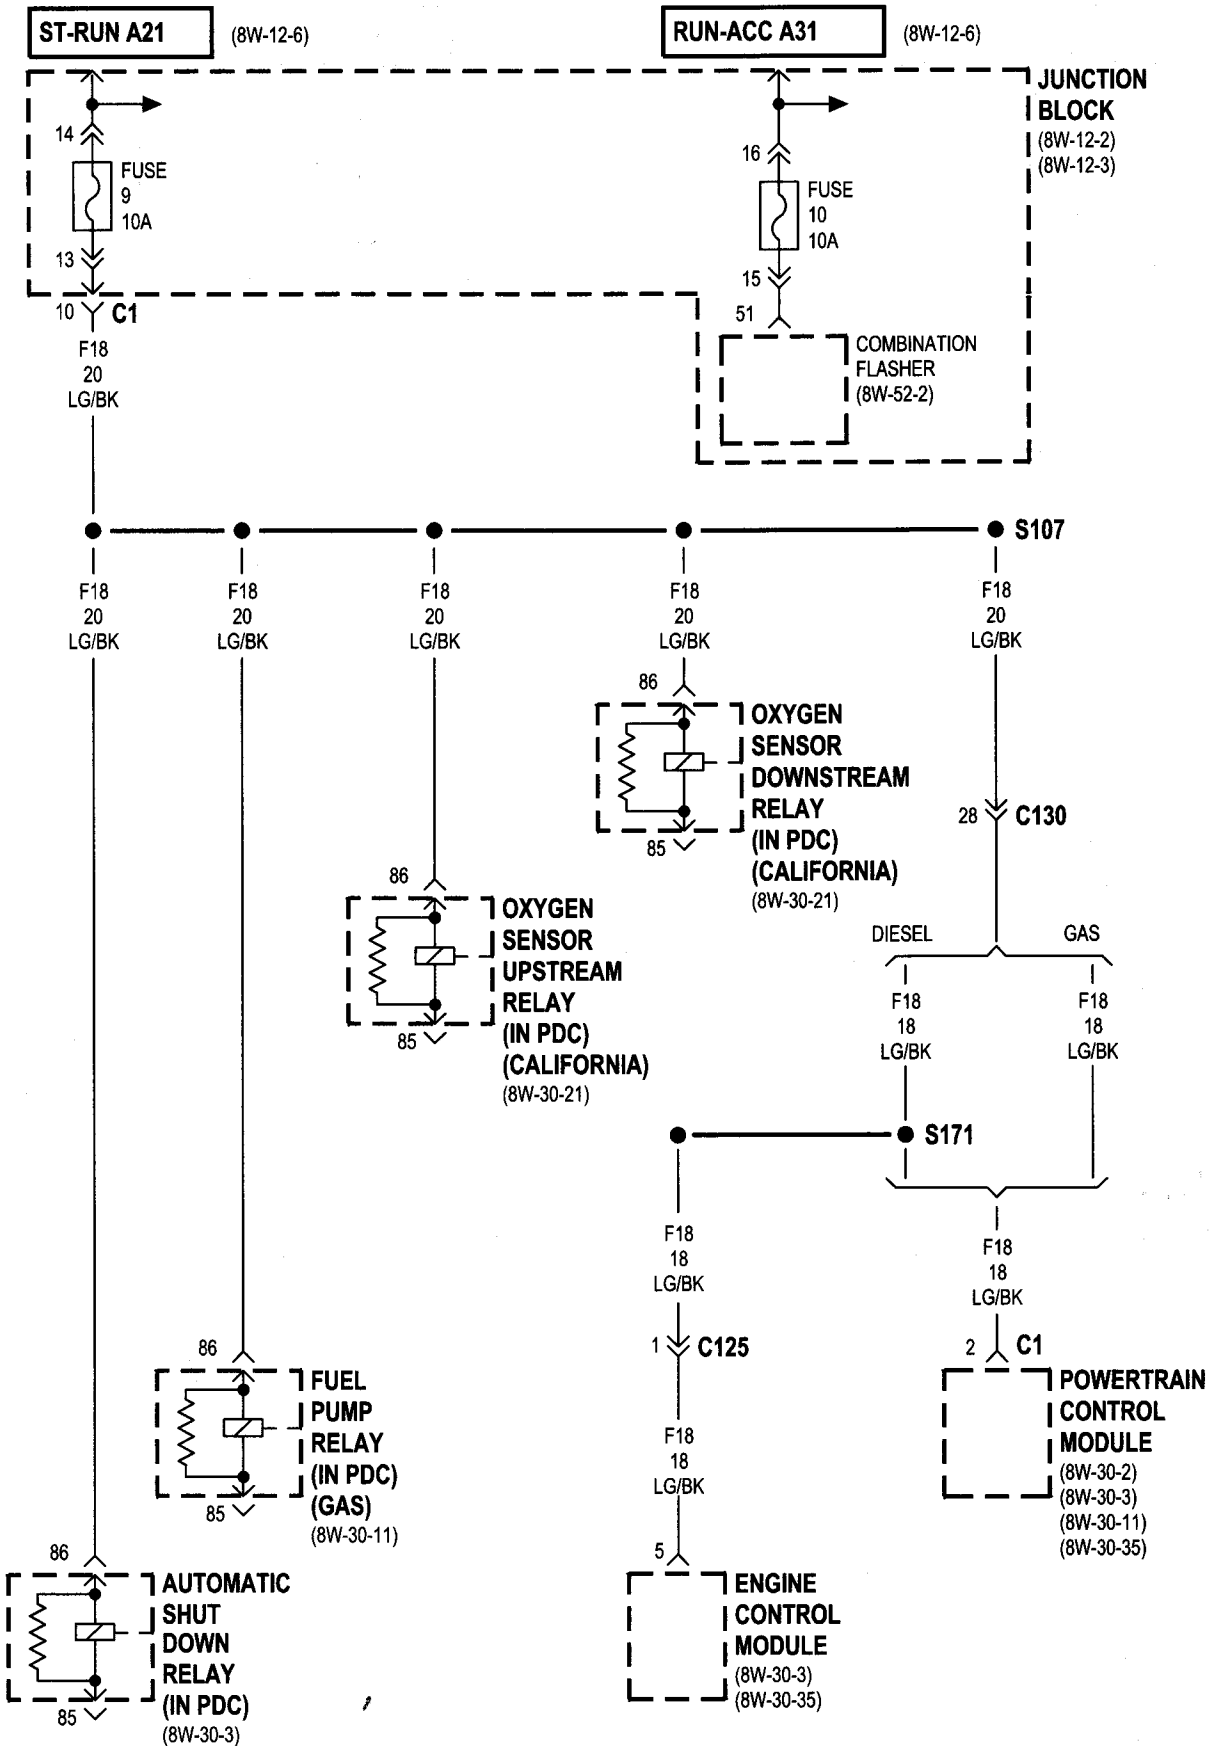 ST-RUN A21
(8W-12-6)
RUN-ACC A31
(8W-12-6)
JUNCTION
BLOCK
(8W-12-2)
(8W-12-3)
14
FUSE
9
10A
13
10
C1
F18
20
LG/BK
16
FUSE
10
10A
15
51
COMBINATION
FLASHER
(8W-52-2)
S107
F18
20
LG/BK
F18
20
LG/BK
F18
20
LG/BK
F18
20
LG/BK
F18
20
LG/BK
86
OXYGEN
SENSOR
DOWNSTREAM
RELAY
(IN PDC)
(CALIFORNIA)
(8W-30-21)
85
28
C130
86
OXYGEN
SENSOR
UPSTREAM
RELAY
(IN PDC)
(CALIFORNIA)
(8W-30-21)
85
DIESEL
GAS
F18
18
LG/BK
F18
18
LG/BK
S171
F18
18
LG/BK
F18
18
LG/BK
1
C125
2
C1
F18
18
LG/BK
86
FUEL
PUMP
RELAY
(IN PDC)
(GAS)
(8W-30-11)
85
POWERTRAIN
CONTROL
MODULE
(8W-30-2)
(8W-30-3)
(8W-30-11)
(8W-30-35)
86
AUTOMATIC
SHUT
DOWN
RELAY
(IN PDC)
(8W-30-3)
85
5
ENGINE
CONTROL
MODULE
(8W-30-3)
(8W-30-35)